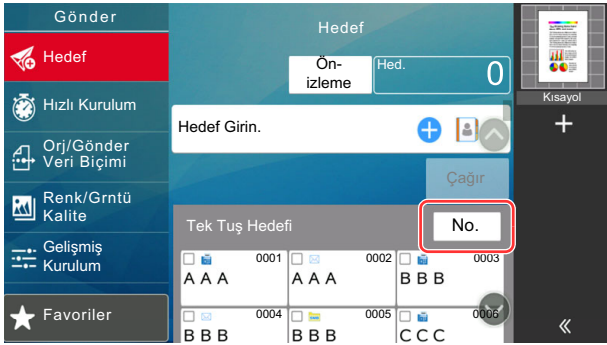 Gönder
Hedef
Hızlı Kurulum
Orj/Gönder
Veri Biçimi
Renk/Grntü
Kalite
Gelişmiş
Kurulum
Favoriler
Hedef
Ön-
izleme
Hed.
0
Hedef Girin.
Çağır
Tek Tuş Hedefi
No.
0001
A A A
0002
A A A
0003
B B B
0004
B B B
0005
B B B
0006
C C C
Kısayol